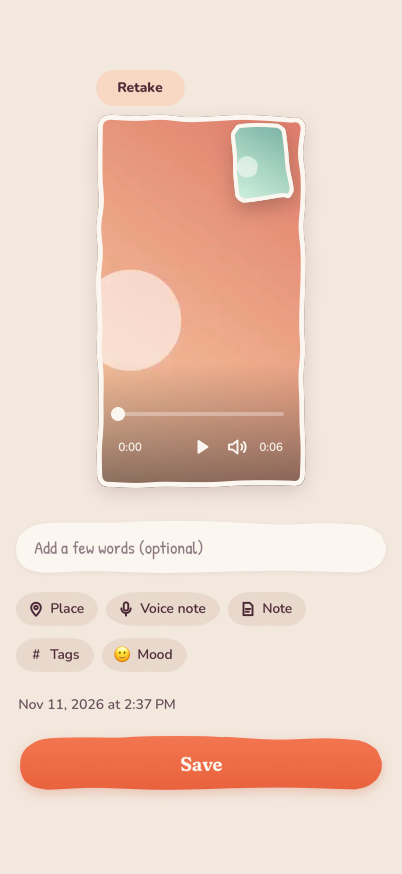 Retake
0:00 0:06
Add a few words (optional)
Place Voice note Note
# Tags 🙂 Mood
Nov 11, 2026 at 2:37 PM
Save